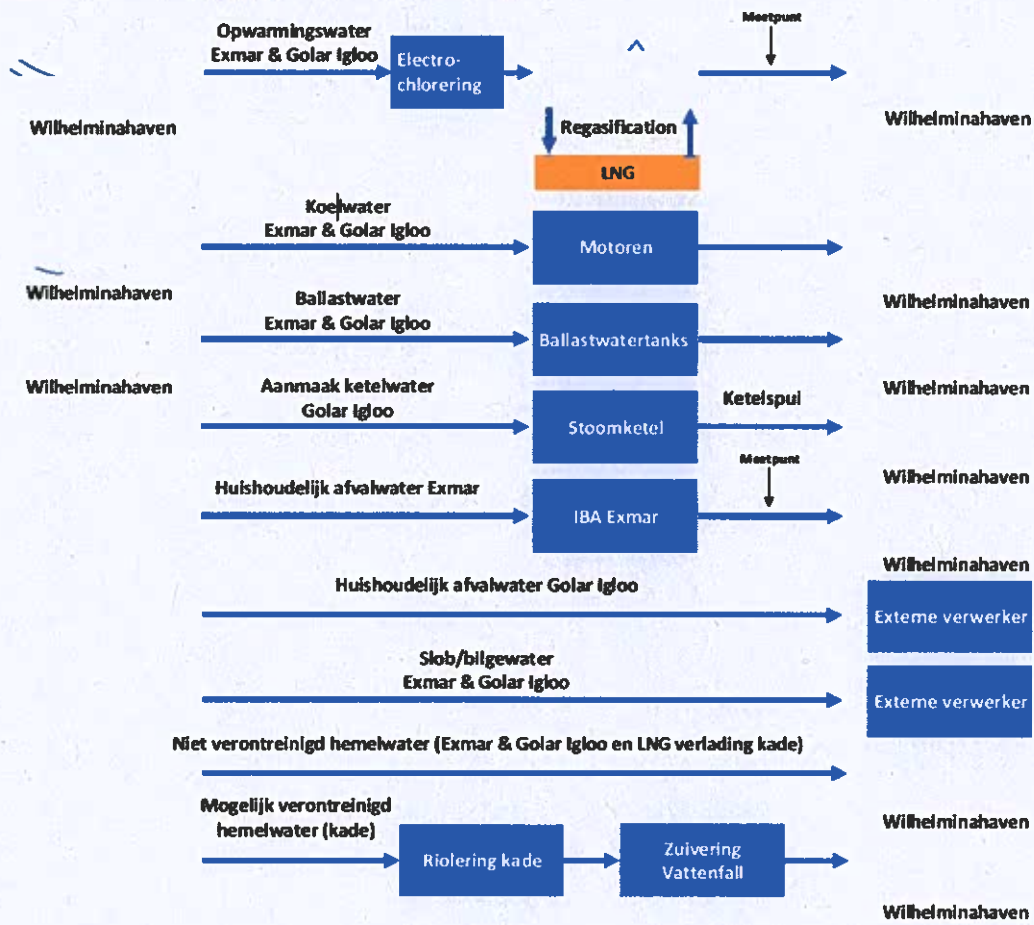 Meetpunt
Opwarmingswater
Exmar & Golar Igloo
Electro-
chlorering
Wilhelminahaven
Regasification
Wilhelminahaven
LNG
Koelwater
Exmar & Golar Igloo
Motoren
Wilhelminahaven
Wilhelminahaven
Ballastwater
Exmar & Golar Igloo
Ballastwatertanks
Wilhelminahaven
Aanmaak ketelwater
Golar Igloo
Stoomketel
Ketelspui
Wilhelminahaven
Meetpunt
Huishoudelijk afvalwater Exmar
IBA Exmar
Wilhelminahaven
Huishoudelijk afvalwater Golar Igloo
Wilhelminahaven
Externe verwerker
Slob/bilgewater
Exmar & Golar Igloo
Externe verwerker
Niet verontreinigd hemelwater (Exmar & Golar Igloo en LNG verlading kade)
Mogelijk verontreinigd
hemelwater (kade)
Wilhelminahaven
Riolering kade
Zuivering
Vattenfall
Wilhelminahaven